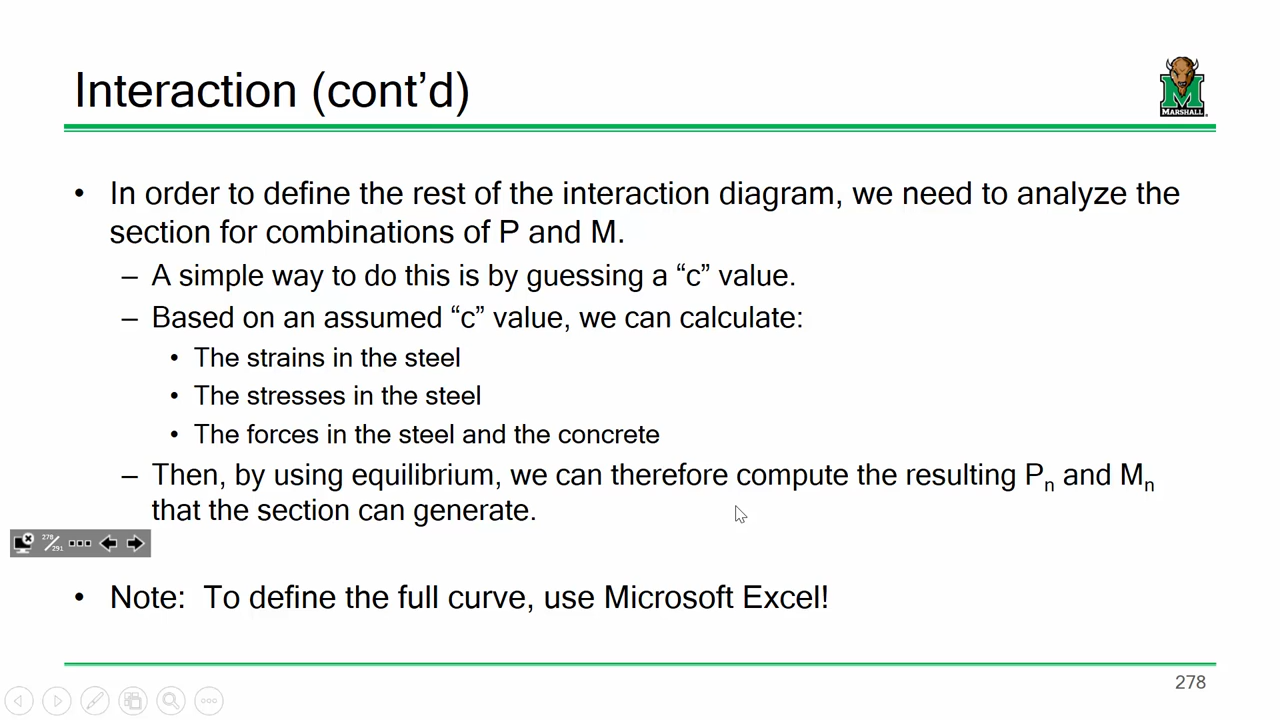 Interaction (cont’d)
MARSHALL
• In order to define the rest of the interaction diagram, we need to analyze the
section for combinations of P and M.
– A simple way to do this is by guessing a “c” value.
– Based on an assumed “c” value, we can calculate:
• The strains in the steel
• The stresses in the steel
• The forces in the steel and the concrete
– Then, by using equilibrium, we can therefore compute the resulting Pn and Mn
that the section can generate.
278/291
• Note:  To define the full curve, use Microsoft Excel!
278